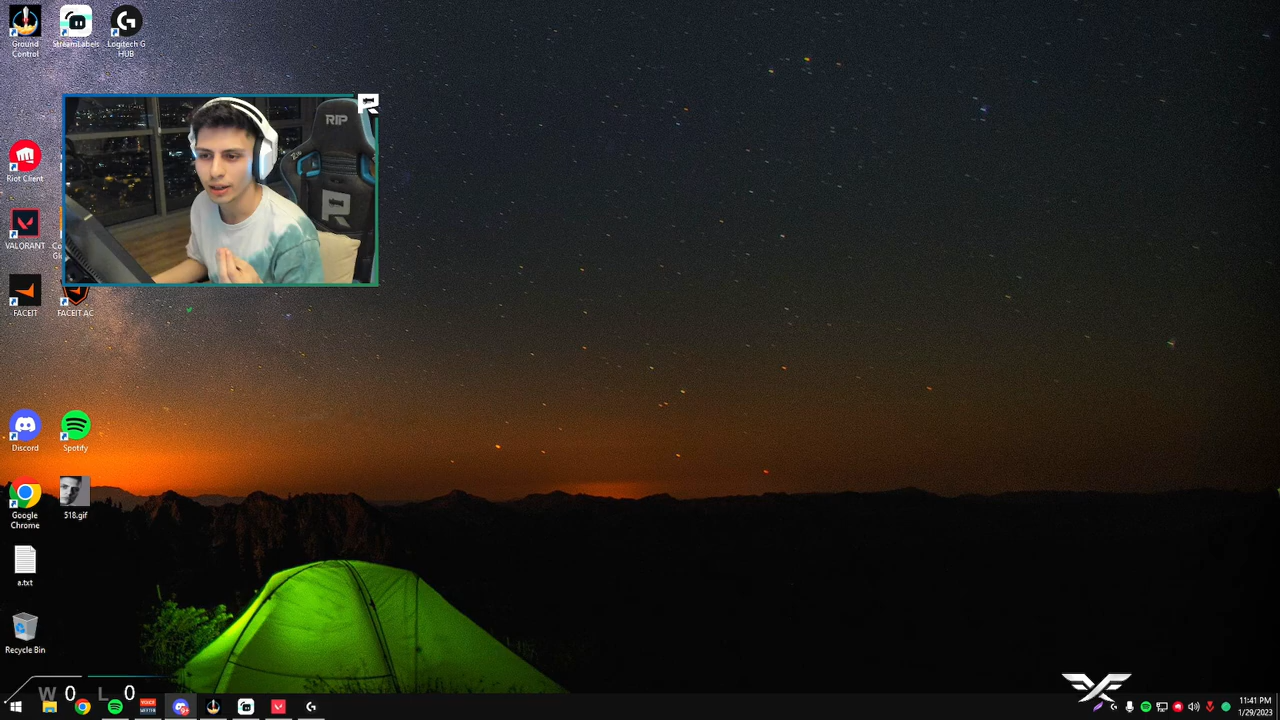 Ground Control
StreamLabels
Logitech G HUB
RIP
Riot Client
VALORANT
FACEIT
FACEIT AC
Discord
Spotify
Google Chrome
518.gif
a.txt
Recycle Bin
W 0 L 0
11:41 PM
1/29/2023